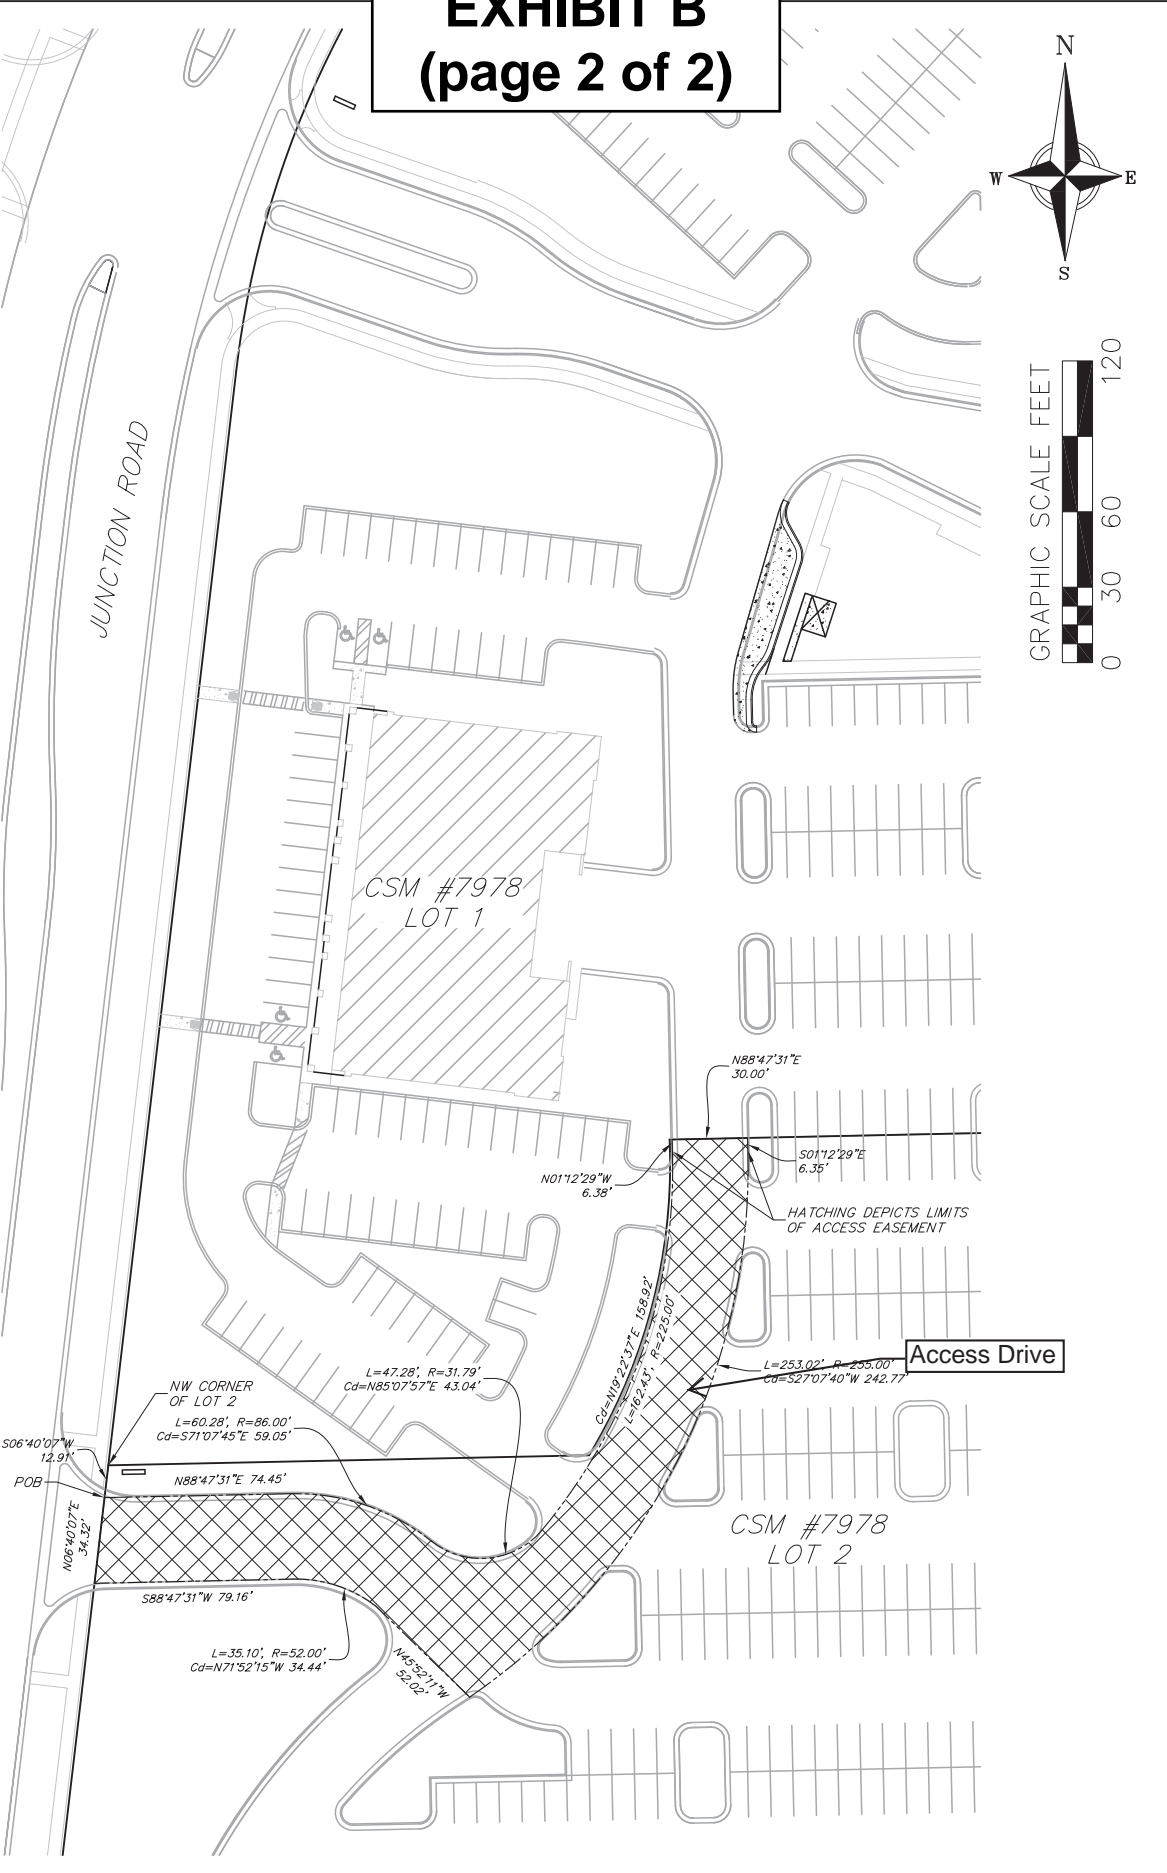 EXHIBIT B
(page 2 of 2)
N
W
E
S
GRAPHIC SCALE FEET
0
30
60
120
JUNCTION ROAD
CSM #7978
LOT 1
N88°47'31"E
30.00'
S01°12'29"E
6.35'
N01°12'29"W
6.38'
HATCHING DEPICTS LIMITS
OF ACCESS EASEMENT
Cd=N19°22'37"E 158.92'
L=162.43', R=225.00'
L=253.02', R=255.00'
Cd=S27°07'40"W 242.77'
Access Drive
L=47.28', R=31.79'
Cd=N85°07'57"E 43.04'
NW CORNER
OF LOT 2
L=60.28', R=86.00'
Cd=S71°07'45"E 59.05'
S06°40'07"W
12.91'
POB
N88°47'31"E 74.45'
N06°40'07"E
34.32'
S88°47'31"W 79.16'
L=35.10', R=52.00'
Cd=N71°52'15"W 34.44'
N45°52'11"W
52.02'
CSM #7978
LOT 2